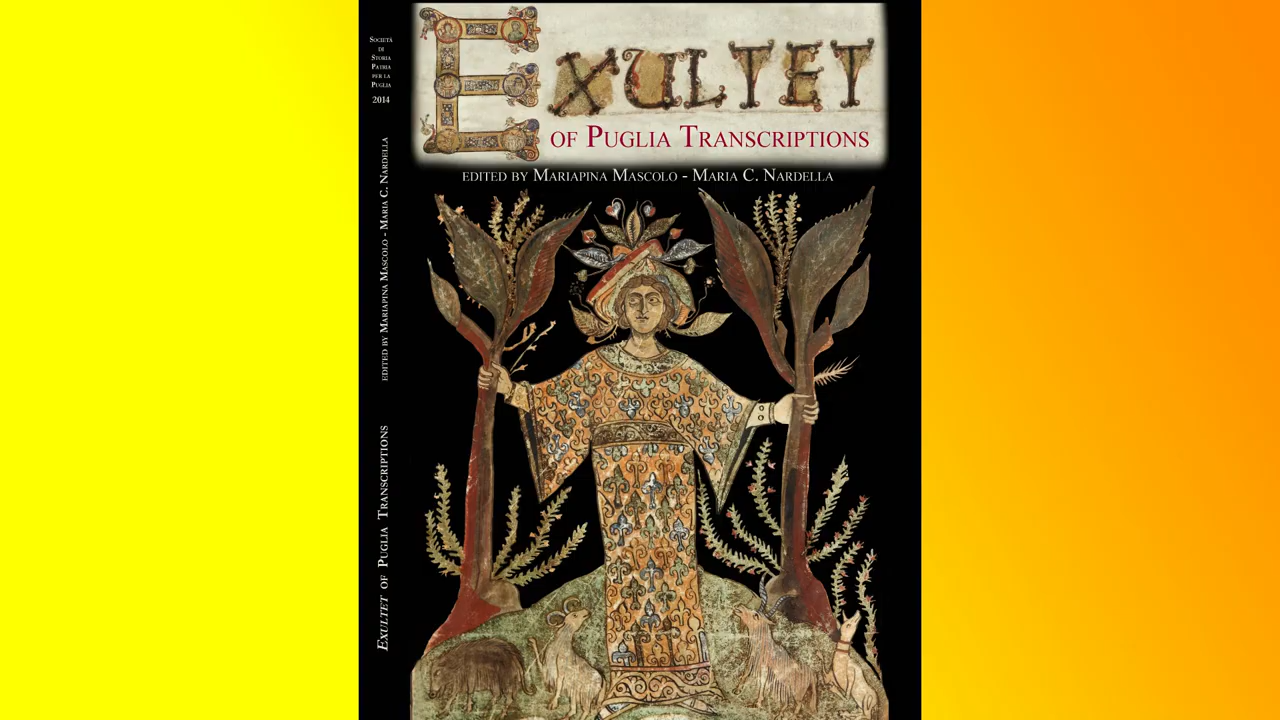 SOCIETÀ
DI
STORIA
PATRIA
PER LA
PUGLIA
2014
EDITED BY MARIAPINA MASCOLO - MARIA C. NARDELLA
EXULTET OF PUGLIA TRANSCRIPTIONS
EXULTET
OF PUGLIA TRANSCRIPTIONS
EDITED BY MARIAPINA MASCOLO - MARIA C. NARDELLA